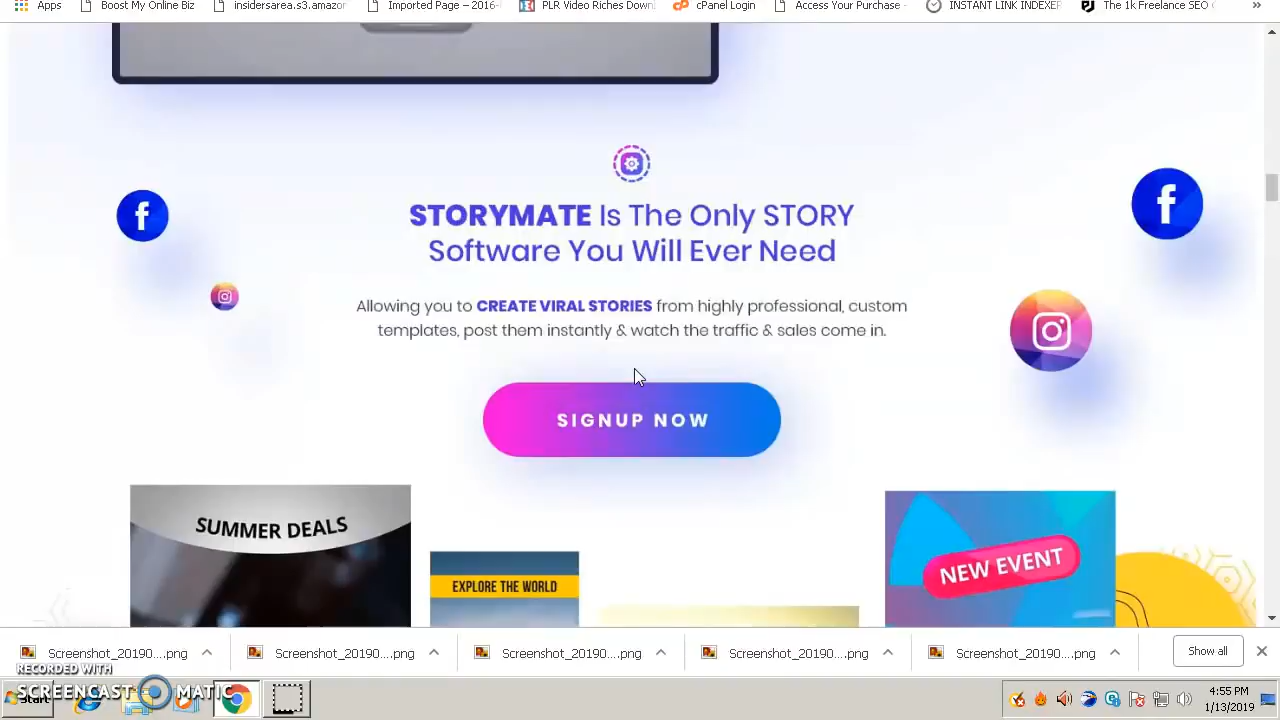 Apps
Boost My Online Biz
insidersarea.s3.amazon
Imported Page – 2016-
PLR Video Riches Down
cPanel Login
Access Your Purchase -
INSTANT LINK INDEXER
The 1k Freelance SEO
»
STORYMATE Is The Only STORY
Software You Will Ever Need
Allowing you to CREATE VIRAL STORIES from highly professional, custom
templates, post them instantly & watch the traffic & sales come in.
SIGNUP NOW
SUMMER DEALS
EXPLORE THE WORLD
NEW EVENT
Screenshot_20190....png
Screenshot_20190....png
Screenshot_20190....png
Screenshot_20190....png
Screenshot_20190....png
Show all
RECORDED WITH
SCREENCAST MATIC
Start
4:55 PM
1/13/2019